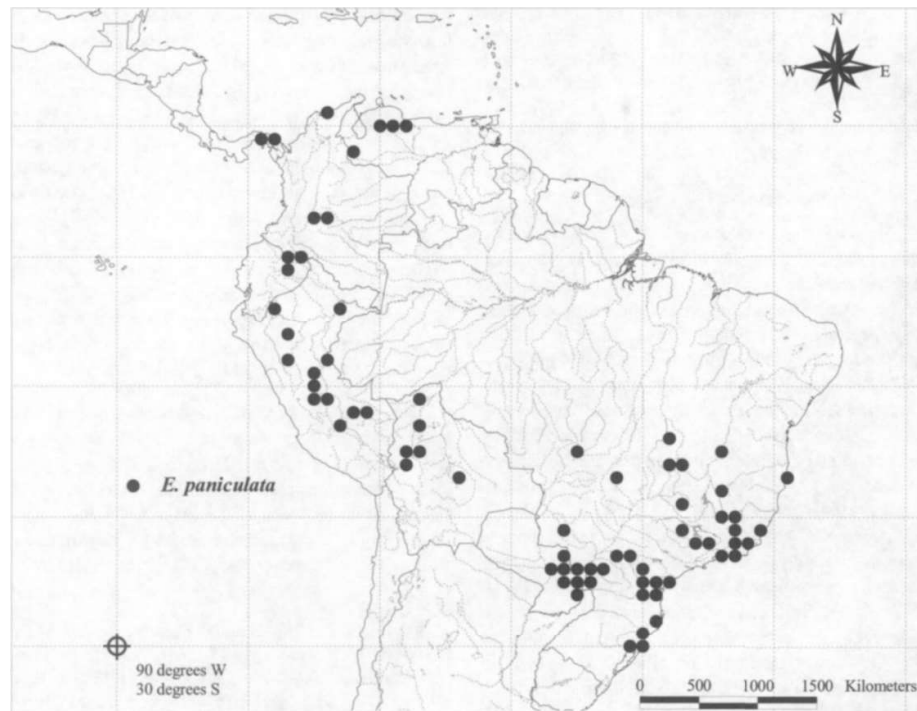 N
W E
S
E. paniculata
90 degrees W
30 degrees S
0 500 1000 1500 Kilometers